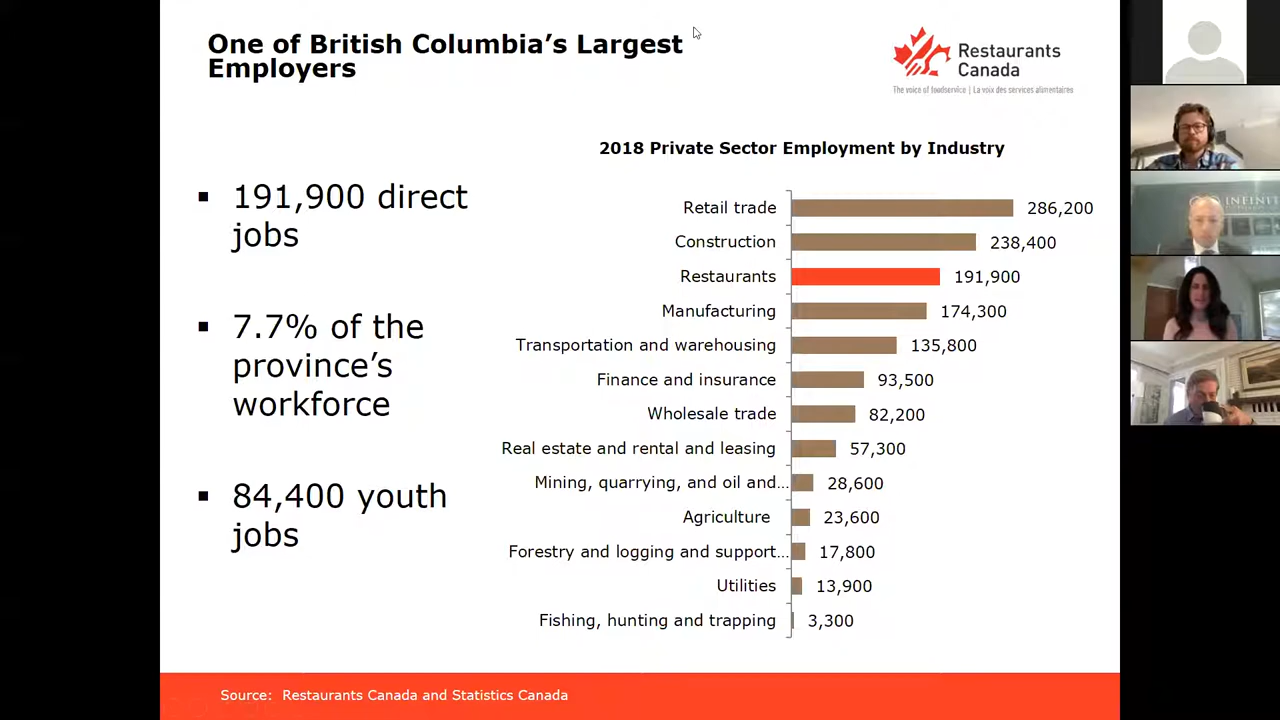 One of British Columbia’s Largest
Employers
Restaurants
Canada
The voice of foodservice | La voix des services alimentaires
▪ 191,900 direct
jobs
▪ 7.7% of the
province’s
workforce
▪ 84,400 youth
jobs
2018 Private Sector Employment by Industry
Retail trade 286,200
Construction 238,400
Restaurants 191,900
Manufacturing 174,300
Transportation and warehousing 135,800
Finance and insurance 93,500
Wholesale trade 82,200
Real estate and rental and leasing 57,300
Mining, quarrying, and oil and… 28,600
Agriculture 23,600
Forestry and logging and support… 17,800
Utilities 13,900
Fishing, hunting and trapping 3,300
Source: Restaurants Canada and Statistics Canada
INFINIT